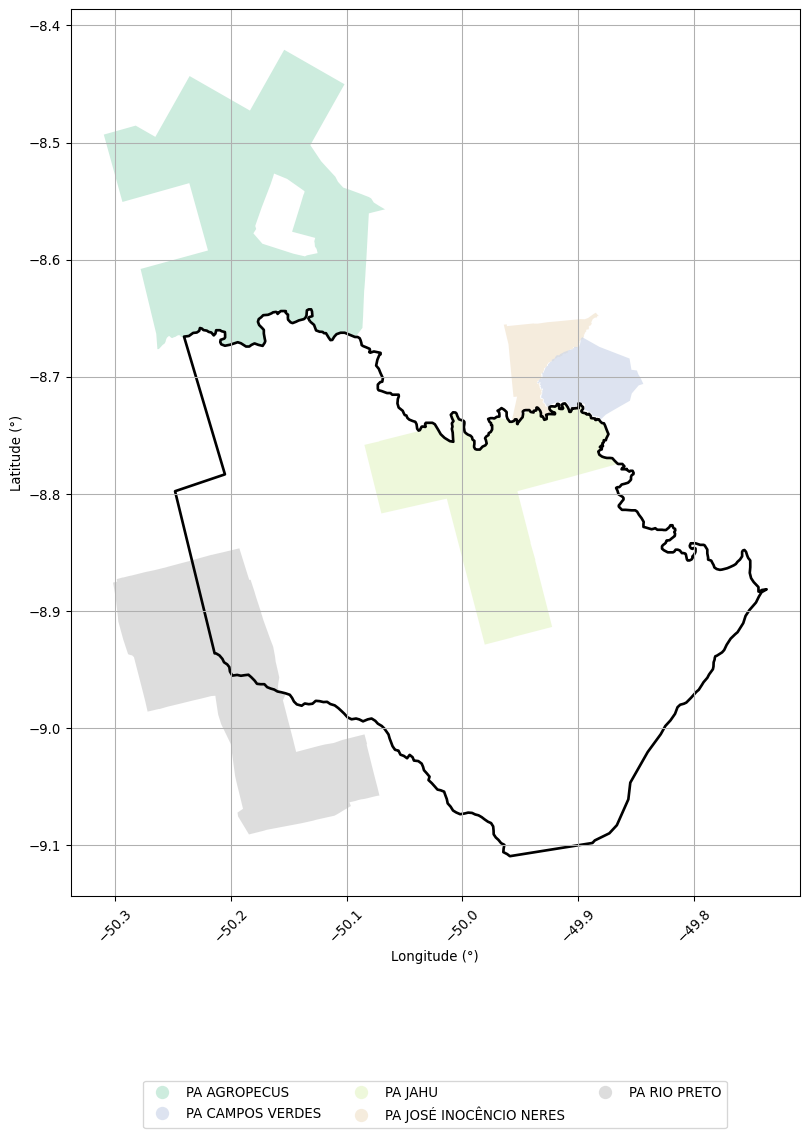 −8.4
−8.5
−8.6
−8.7
−8.8
−8.9
−9.0
−9.1
Latitude (°)
−50.3
−50.2
−50.1
−50.0
−49.9
−49.8
Longitude (°)
PA AGROPECUS
PA CAMPOS VERDES
PA JAHU
PA JOSÉ INOCÊNCIO NERES
PA RIO PRETO